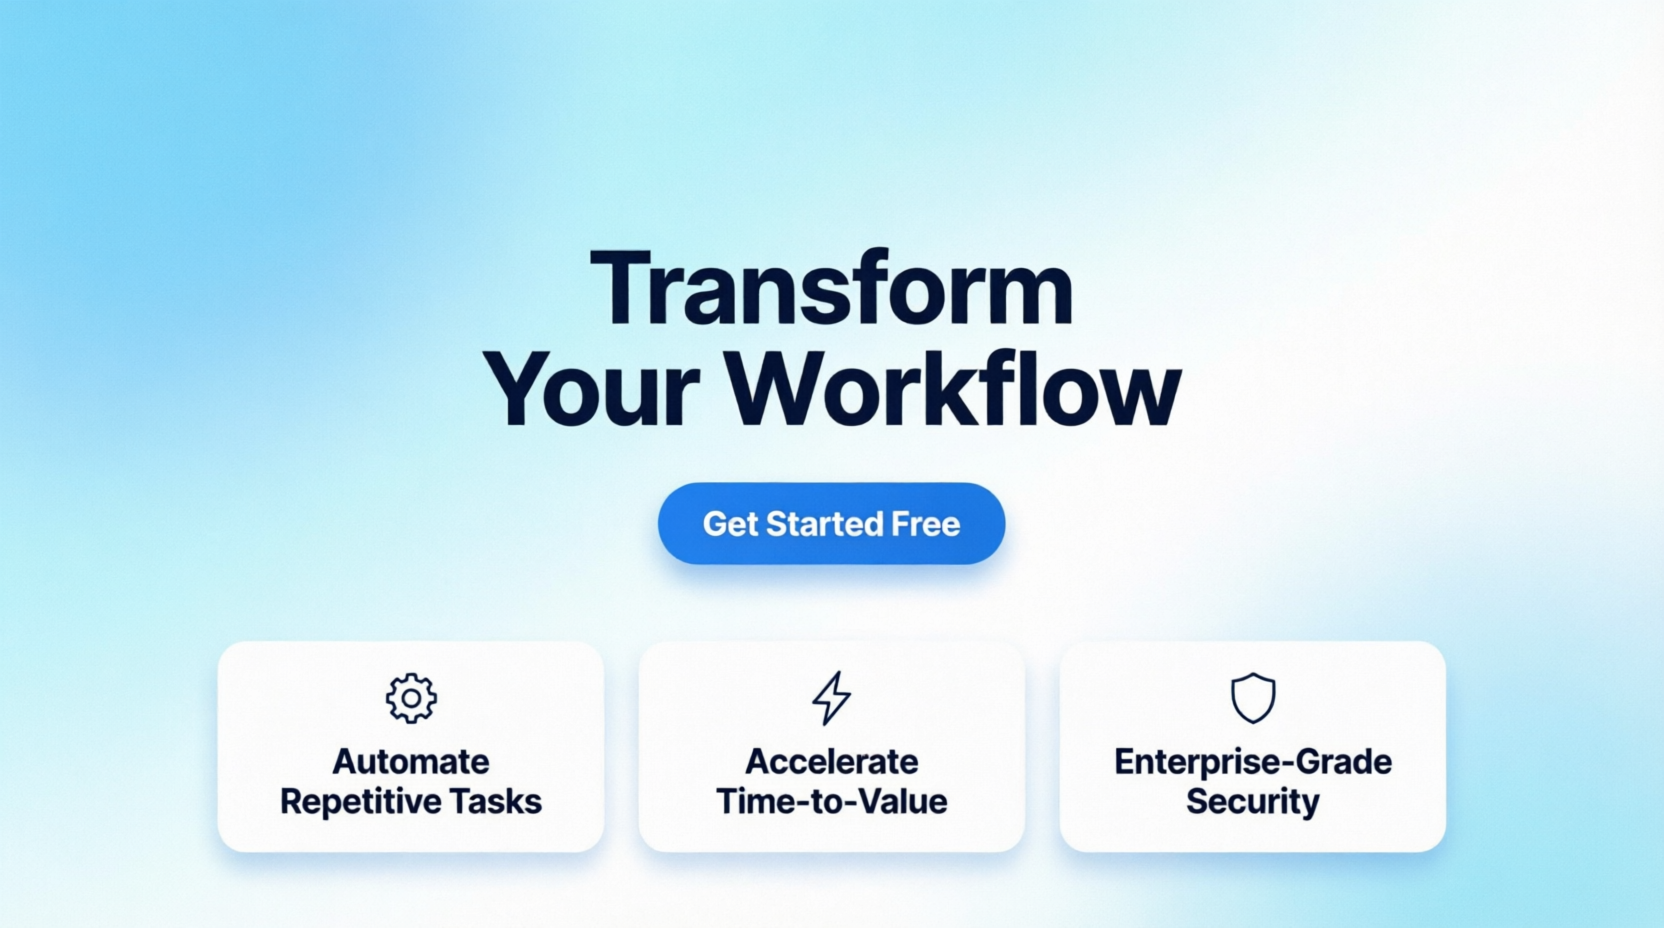 Transform
Your Workflow
Get Started Free
Automate
Repetitive Tasks
Accelerate
Time-to-Value
Enterprise-Grade
Security